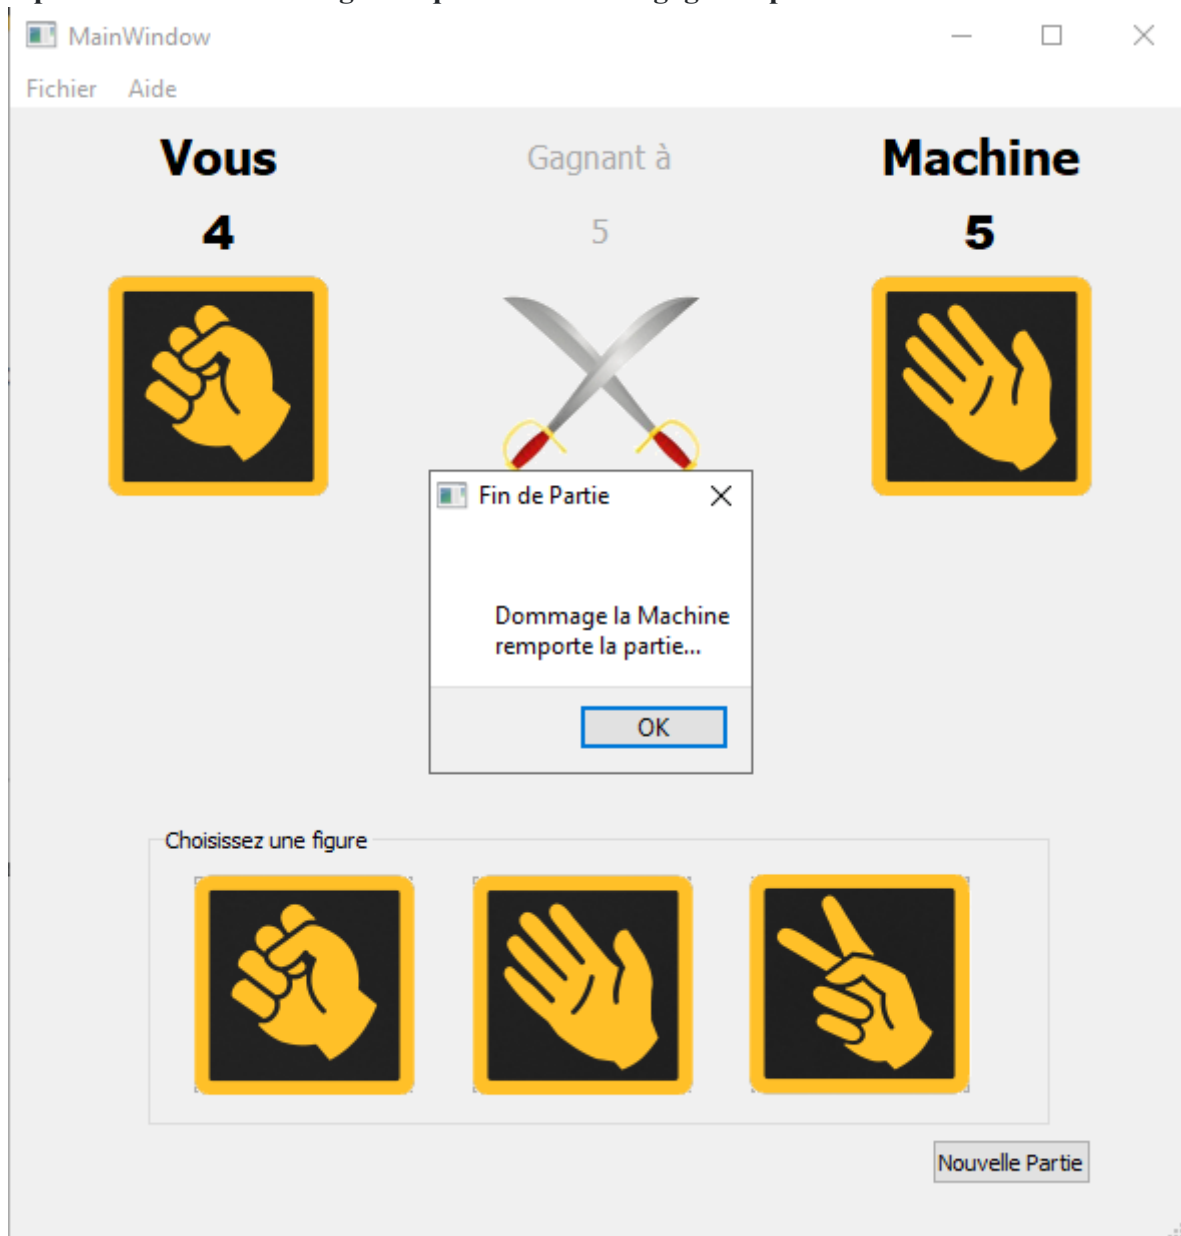 MainWindow
Fichier Aide
Vous Gagnant à Machine
4 5 5
Fin de Partie
Dommage la Machine
remporte la partie...
OK
Choisissez une figure
Nouvelle Partie